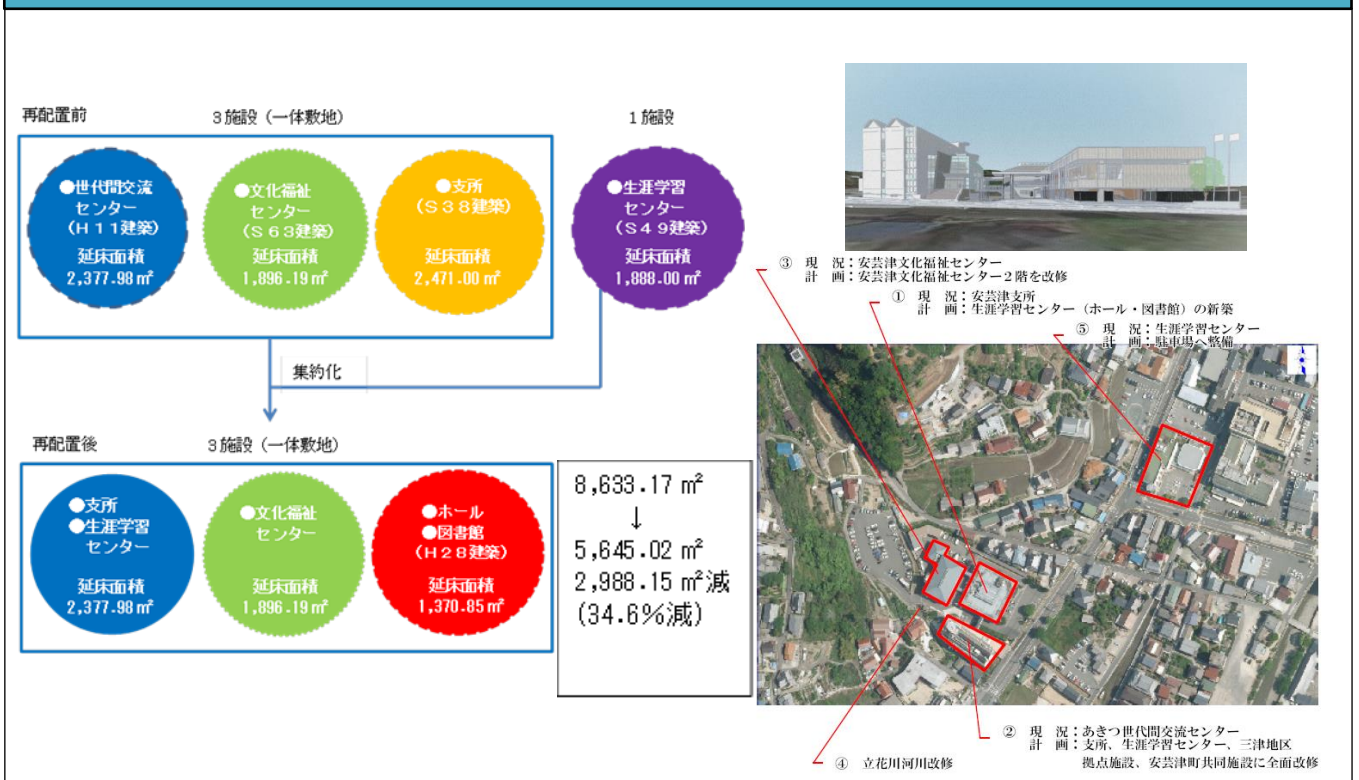 再配置前
3施設（一体敷地）
1施設
●世代間交流
センター
（H11建築）
延床面積
2,377.98㎡
●文化福祉
センター
（S63建築）
延床面積
1,896.19㎡
●支所
（S38建築）
延床面積
2,471.00㎡
●生涯学習
センター
（S49建築）
延床面積
1,888.00㎡
集約化
再配置後
3施設（一体敷地）
●支所
●生涯学習
センター
延床面積
2,377.98㎡
●文化福祉
センター
延床面積
1,896.19㎡
●ホール
●図書館
（H28建築）
延床面積
1,370.85㎡
8,633.17㎡
↓
5,645.02㎡
2,988.15㎡減
(34.6%減)
③ 現　況：安芸津文化福祉センター
計　画：安芸津文化福祉センター２階を改修
① 現　況：安芸津支所
計　画：生涯学習センター（ホール・図書館）の新築
⑤ 現　況：生涯学習センター
計　画：駐車場へ整備
② 現　況：あきつ世代間交流センター
計　画：支所、生涯学習センター、三津地区
拠点施設、安芸津町共同施設に全面改修
④ 立花川河川改修